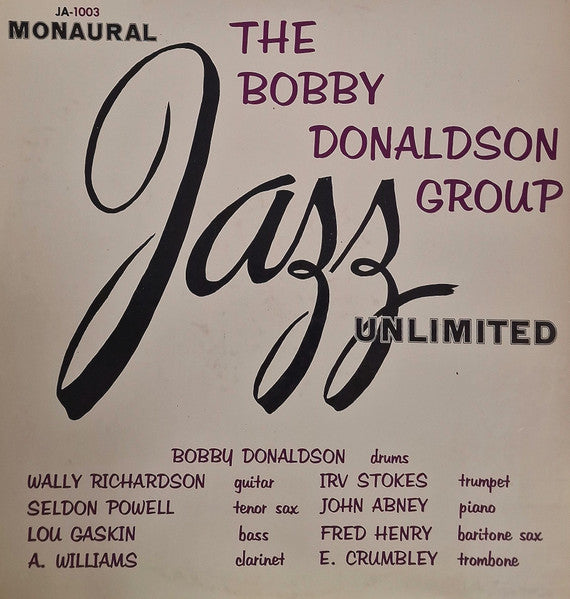 JA-1003
MONAURAL
THE
BOBBY
DONALDSON
GROUP
Jazz
UNLIMITED
BOBBY DONALDSON drums
WALLY RICHARDSON guitar IRV STOKES trumpet
SELDON POWELL tenor sax JOHN ABNEY piano
LOU GASKIN bass FRED HENRY baritone sax
A. WILLIAMS clarinet E. CRUMBLEY trombone